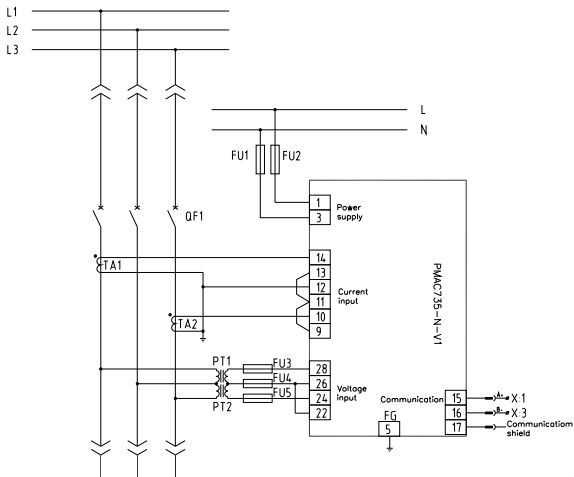 L1
L2
L3
L
N
FU1
FU2
1
3
Power
supply
QF1
14
13
12
11
10
9
Current
input
TA1
TA2
PMAC735-N-V1
PT1
PT2
FU3
FU4
FU5
28
26
24
22
Voltage
input
Communication
15
16
17
A+
X:1
B-
X:3
Communicatiom
shield
FG
5